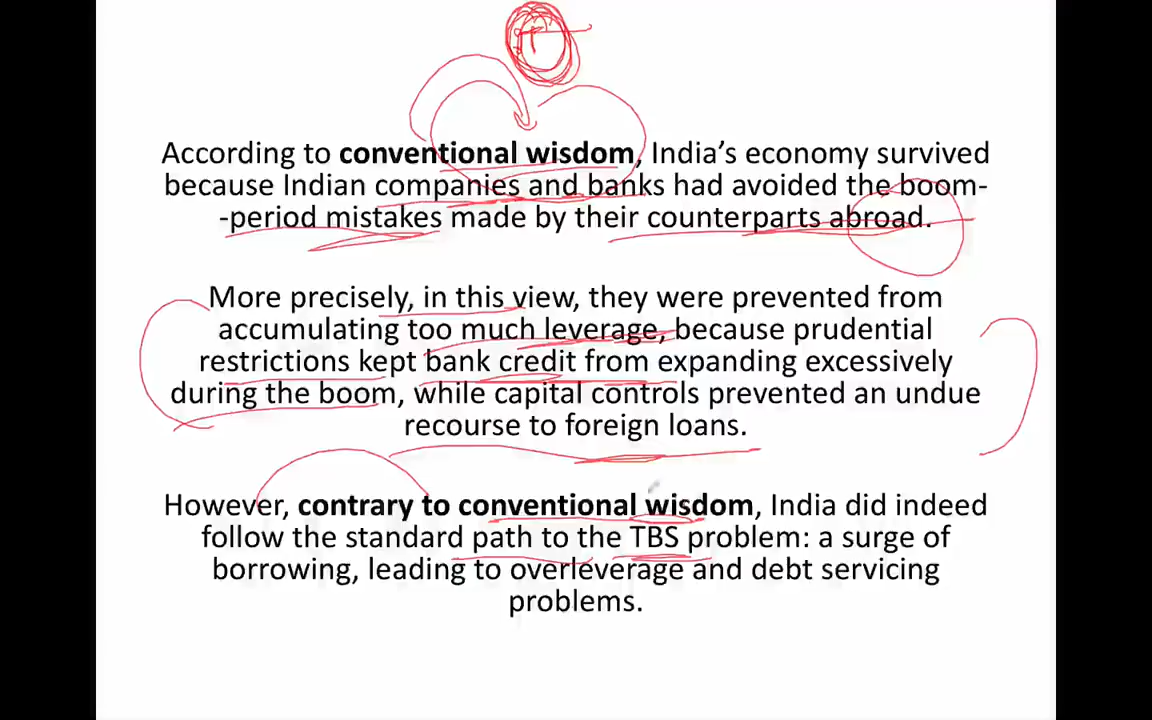 According to conventional wisdom, India’s economy survived
because Indian companies and banks had avoided the boom-
-period mistakes made by their counterparts abroad.
More precisely, in this view, they were prevented from
accumulating too much leverage, because prudential
restrictions kept bank credit from expanding excessively
during the boom, while capital controls prevented an undue
recourse to foreign loans.
However, contrary to conventional wisdom, India did indeed
follow the standard path to the TBS problem: a surge of
borrowing, leading to overleverage and debt servicing
problems.